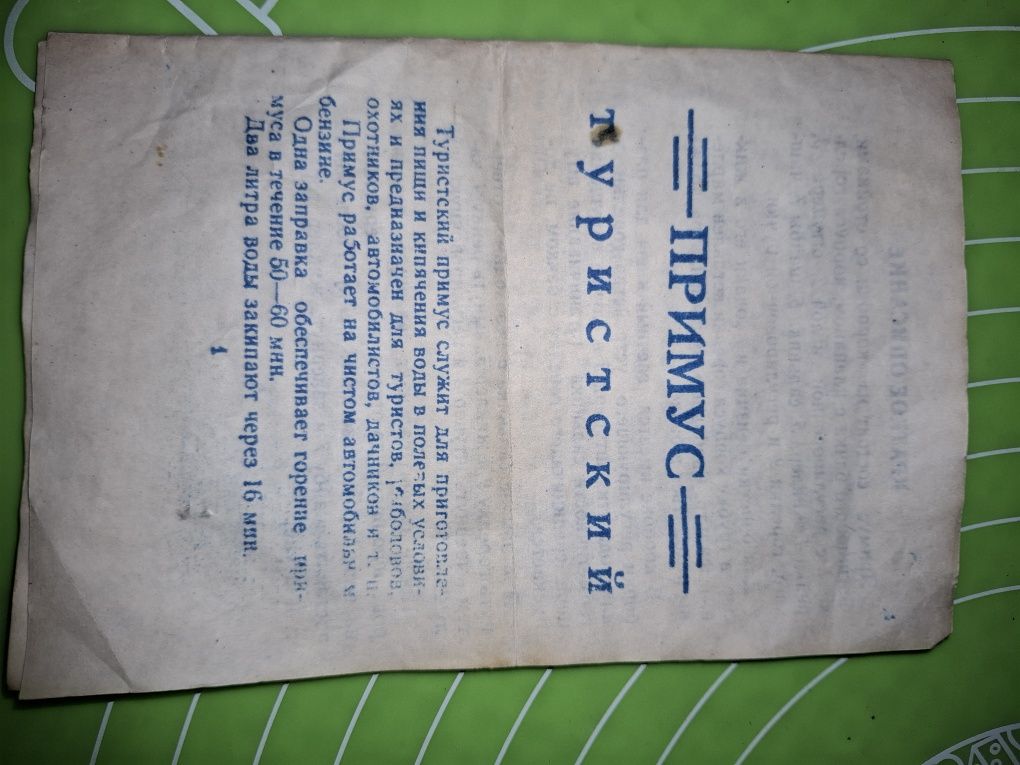 ПРИМУС
туристский
Туристский примус служит для приготовле-
ния пищи и кипячения воды в полевых услови-
ях и предназначен для туристов, рыболовов,
охотников, автомобилистов, дачников и т. п.
Примус работает на чистом автомобильном
бензине.
Одна заправка обеспечивает горение при-
муса в течение 50—60 мин.
Два литра воды закипают через 16 мин.
1